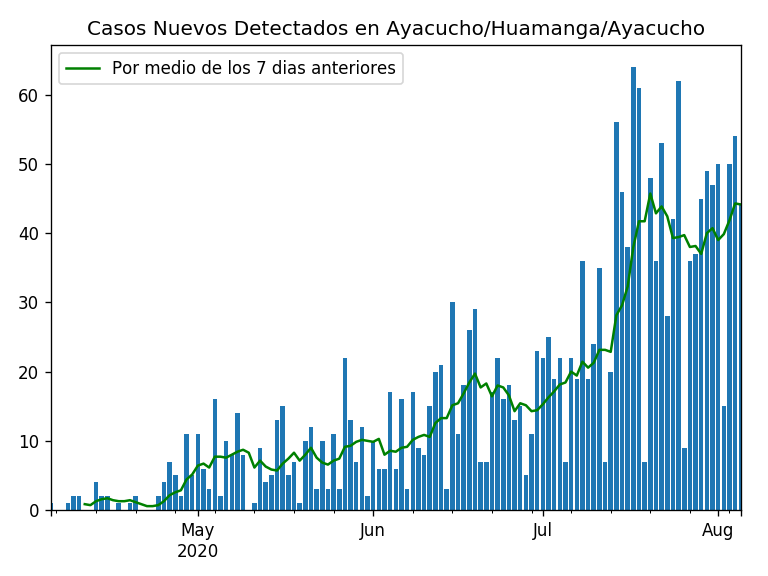 Casos Nuevos Detectados en Ayacucho/Huamanga/Ayacucho
Por medio de los 7 dias anteriores
60
50
40
30
20
10
0
May
2020
Jun
Jul
Aug